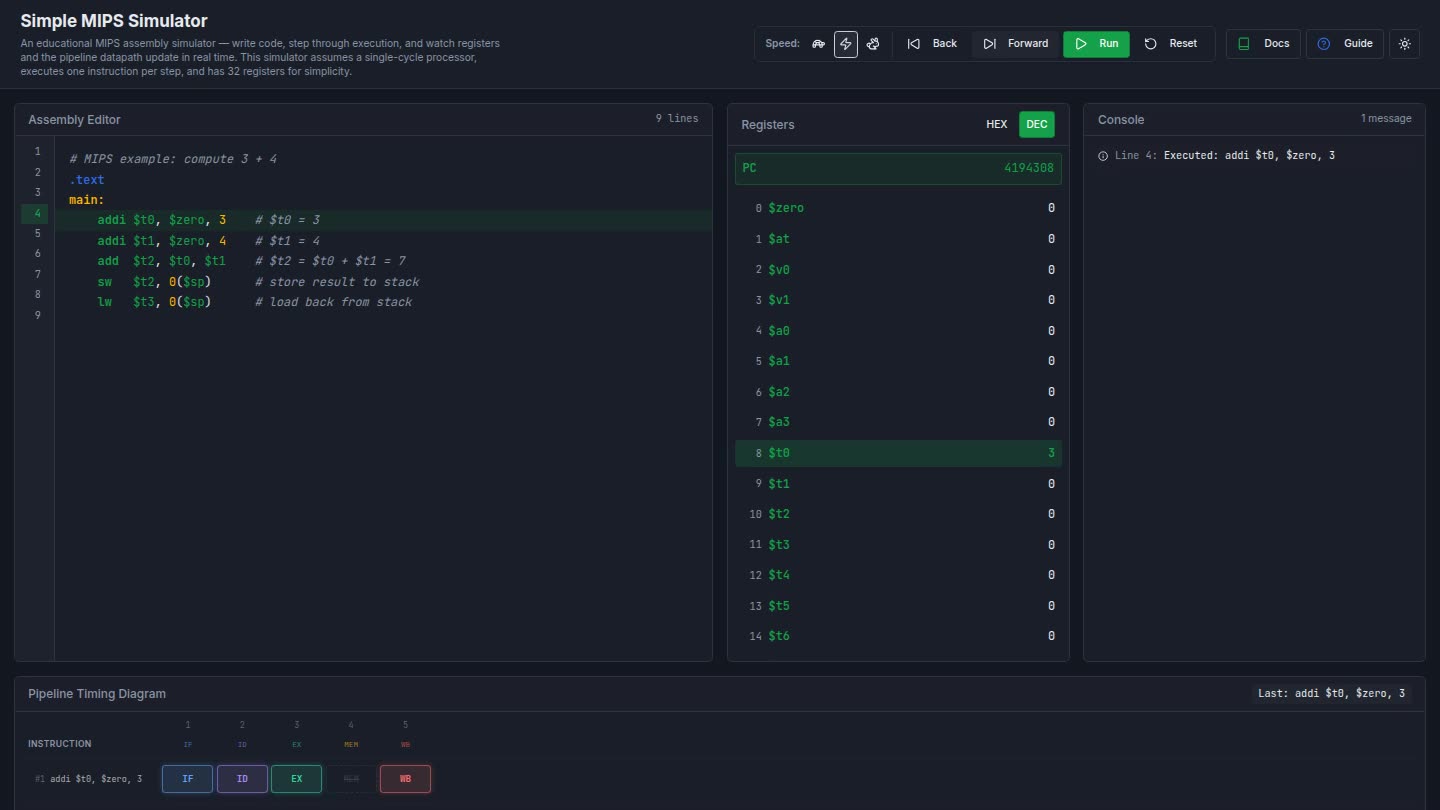 Simple MIPS Simulator
An educational MIPS assembly simulator — write code, step through execution, and watch registers
and the pipeline datapath update in real time. This simulator assumes a single-cycle processor,
executes one instruction per step, and has 32 registers for simplicity.
Speed: Back Forward Run Reset Docs Guide
Assembly Editor 9 lines
1 # MIPS example: compute 3 + 4
2 .text
3 main:
4 addi $t0, $zero, 3 # $t0 = 3
5 addi $t1, $zero, 4 # $t1 = 4
6 add $t2, $t0, $t1 # $t2 = $t0 + $t1 = 7
7 sw $t2, 0($sp) # store result to stack
8 lw $t3, 0($sp) # load back from stack
9
Registers HEX DEC
PC 4194308
0 $zero 0
1 $at 0
2 $v0 0
3 $v1 0
4 $a0 0
5 $a1 0
6 $a2 0
7 $a3 0
8 $t0 3
9 $t1 0
10 $t2 0
11 $t3 0
12 $t4 0
13 $t5 0
14 $t6 0
Console 1 message
Line 4: Executed: addi $t0, $zero, 3
Pipeline Timing Diagram Last: addi $t0, $zero, 3
1 2 3 4 5
INSTRUCTION IF ID EX MEM WB
#1 addi $t0, $zero, 3 IF ID EX MEM WB